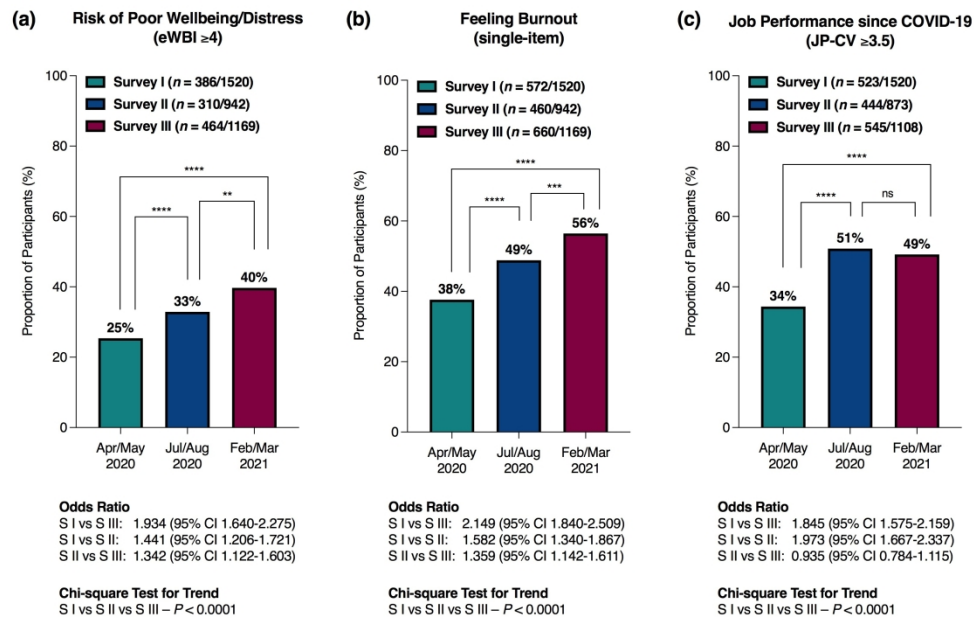 (a)
Risk of Poor Wellbeing/Distress
(eWBI ≥4)
Survey I (n = 386/1520)
Survey II (n = 310/942)
Survey III (n = 464/1169)
Proportion of Participants (%)
100
80
60
40
20
0
****
****
**
25%
33%
40%
Apr/May
2020
Jul/Aug
2020
Feb/Mar
2021
Odds Ratio
S I vs S III: 1.934 (95% CI 1.640-2.275)
S I vs S II: 1.441 (95% CI 1.206-1.721)
S II vs S III: 1.342 (95% CI 1.122-1.603)
Chi-square Test for Trend
S I vs S II vs S III – P < 0.0001
(b)
Feeling Burnout
(single-item)
Survey I (n = 572/1520)
Survey II (n = 460/942)
Survey III (n = 660/1169)
Proportion of Participants (%)
100
80
60
40
20
0
****
****
***
38%
49%
56%
Apr/May
2020
Jul/Aug
2020
Feb/Mar
2021
Odds Ratio
S I vs S III: 2.149 (95% CI 1.840-2.509)
S I vs S II: 1.582 (95% CI 1.340-1.867)
S II vs S III: 1.359 (95% CI 1.142-1.611)
Chi-square Test for Trend
S I vs S II vs S III – P < 0.0001
(c)
Job Performance since COVID-19
(JP-CV ≥3.5)
Survey I (n = 523/1520)
Survey II (n = 444/873)
Survey III (n = 545/1108)
Proportion of Participants (%)
100
80
60
40
20
0
****
****
ns
34%
51%
49%
Apr/May
2020
Jul/Aug
2020
Feb/Mar
2021
Odds Ratio
S I vs S III: 1.845 (95% CI 1.575-2.159)
S I vs S II: 1.973 (95% CI 1.667-2.337)
S II vs S III: 0.935 (95% CI 0.784-1.115)
Chi-square Test for Trend
S I vs S II vs S III – P < 0.0001